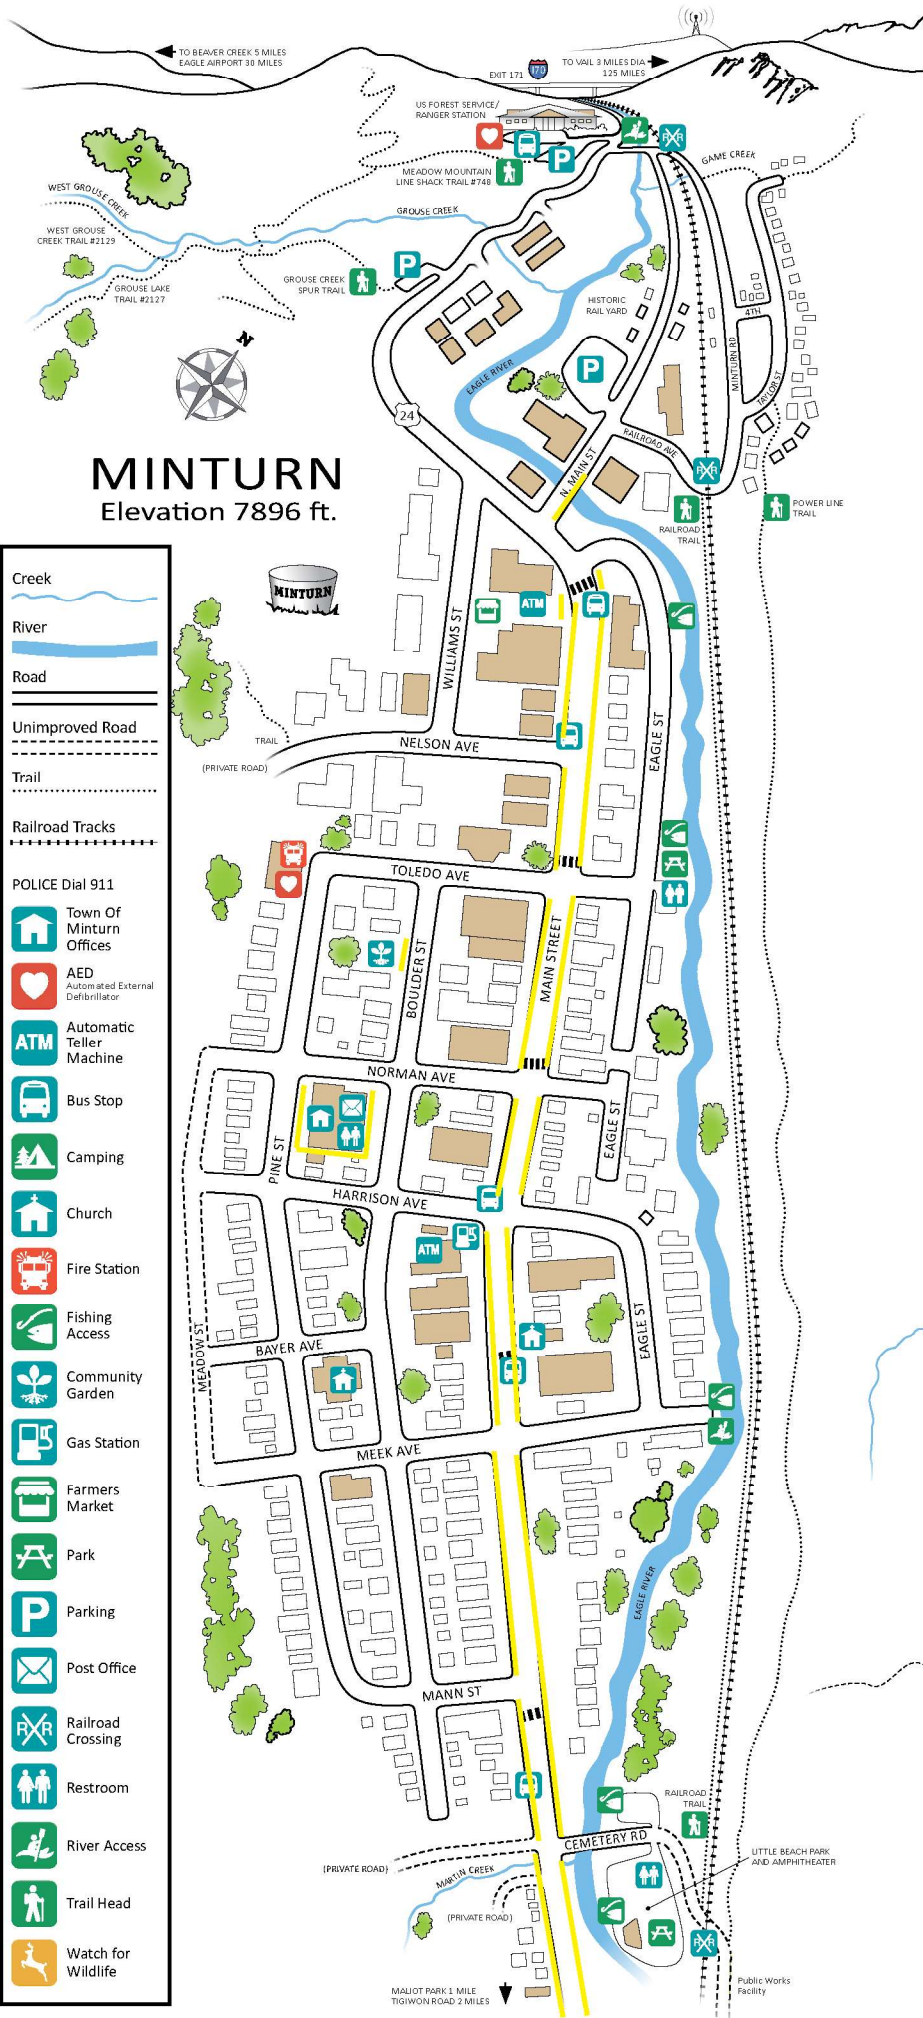 TO BEAVER CREEK 5 MILES
EAGLE AIRPORT 30 MILES
EXIT 171
170
TO VAIL 3 MILES DIA
125 MILES
US FOREST SERVICE/
RANGER STATION
P
RXR
MEADOW MOUNTAIN
LINE SHACK TRAIL #748
GAME CREEK
WEST GROUSE
CREEK
GROUSE CREEK
WEST GROUSE
CREEK TRAIL #2129
P
GROUSE CREEK
SPUR TRAIL
GROUSE LAKE
TRAIL #2127
HISTORIC
RAIL YARD
4TH
N
EAGLE RIVER
P
MINTURN RD
TAYLOR ST
24
RAILROAD AVE
MINTURN
Elevation 7896 ft.
N. MAIN ST
RXR
RAILROAD
TRAIL
POWER LINE
TRAIL
MINTURN
ATM
WILLIAMS ST
EAGLE ST
TRAIL
NELSON AVE
(PRIVATE ROAD)
TOLEDO AVE
BOULDER ST
MAIN STREET
NORMAN AVE
EAGLE ST
PINE ST
HARRISON AVE
ATM
MEADOW ST
BAYER AVE
EAGLE ST
MEEK AVE
EAGLE RIVER
MANN ST
RAILROAD
TRAIL
CEMETERY RD
(PRIVATE ROAD)
MARTIN CREEK
LITTLE BEACH PARK
AND AMPHITHEATER
(PRIVATE ROAD)
RXR
MALIOT PARK 1 MILE
TIGIWON ROAD 2 MILES
Public Works
Facility
Creek
River
Road
Unimproved Road
Trail
Railroad Tracks
POLICE Dial 911
Town Of
Minturn
Offices
AED
Automated External
Defibrillator
ATM
Automatic
Teller
Machine
Bus Stop
Camping
Church
Fire Station
Fishing
Access
Community
Garden
Gas Station
Farmers
Market
Park
P
Parking
Post Office
RXR
Railroad
Crossing
Restroom
River Access
Trail Head
Watch for
Wildlife